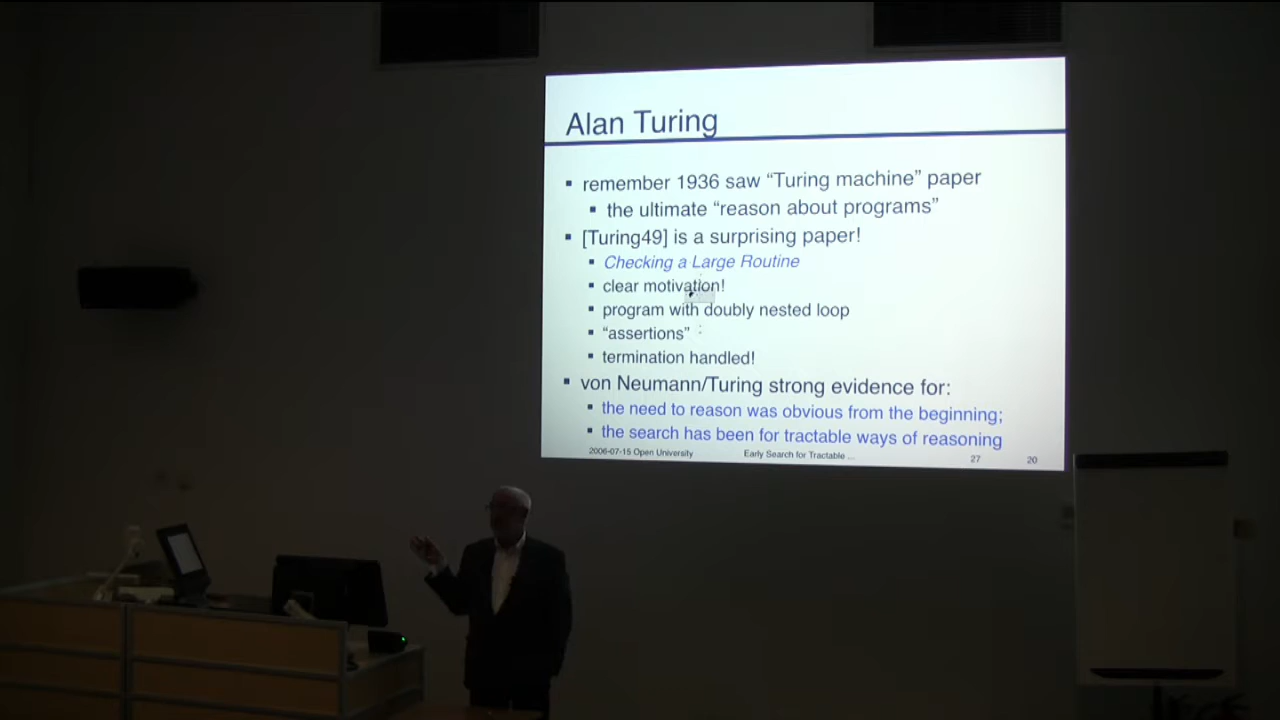 Alan Turing
▪ remember 1936 saw “Turing machine” paper
▪ the ultimate “reason about programs”
▪ [Turing49] is a surprising paper!
▪ Checking a Large Routine
▪ clear motivation!
▪ program with doubly nested loop
▪ “assertions”
▪ termination handled!
▪ von Neumann/Turing strong evidence for:
▪ the need to reason was obvious from the beginning;
▪ the search has been for tractable ways of reasoning
2006-07-15 Open University Early Search for Tractable ... 27 20